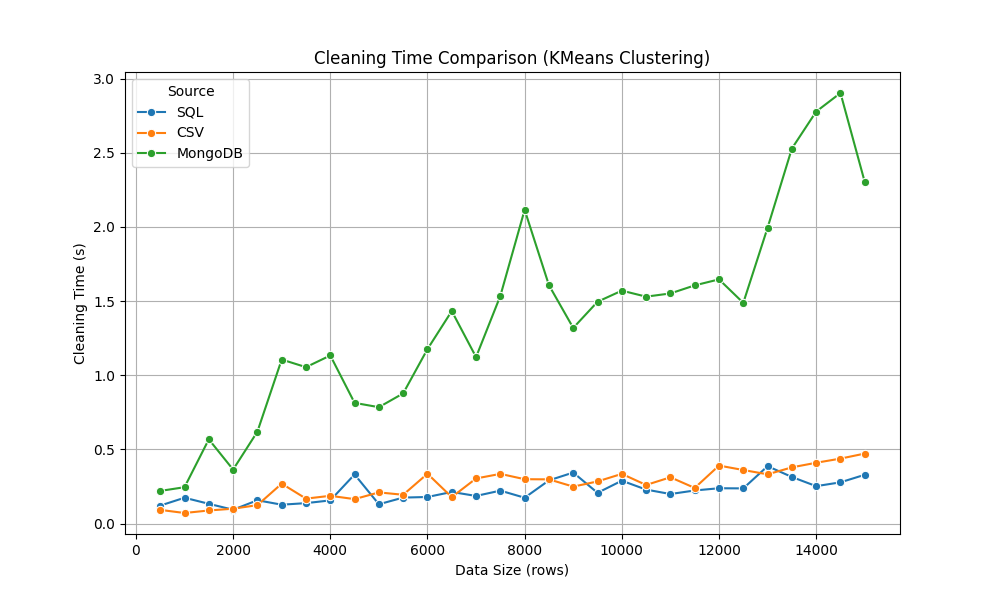 Cleaning Time Comparison (KMeans Clustering)
3.0
2.5
2.0
1.5
1.0
0.5
0.0
Cleaning Time (s)
Source
SQL
CSV
MongoDB
0 2000 4000 6000 8000 10000 12000 14000
Data Size (rows)